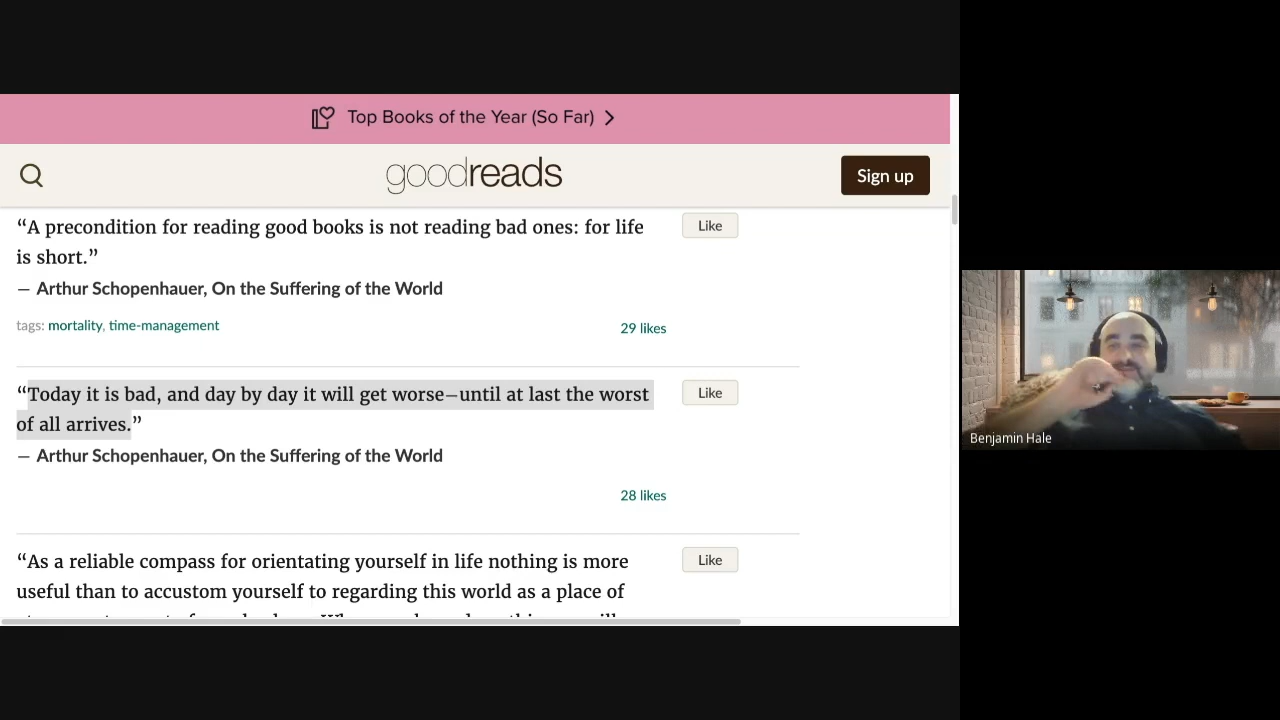 Top Books of the Year (So Far)
goodreads
Sign up
“A precondition for reading good books is not reading bad ones: for life
is short.”
Like
― Arthur Schopenhauer, On the Suffering of the World
tags: mortality, time-management
29 likes
“Today it is bad, and day by day it will get worse–until at last the worst
of all arrives.”
Like
― Arthur Schopenhauer, On the Suffering of the World
28 likes
“As a reliable compass for orientating yourself in life nothing is more
useful than to accustom yourself to regarding this world as a place of
Like
Benjamin Hale